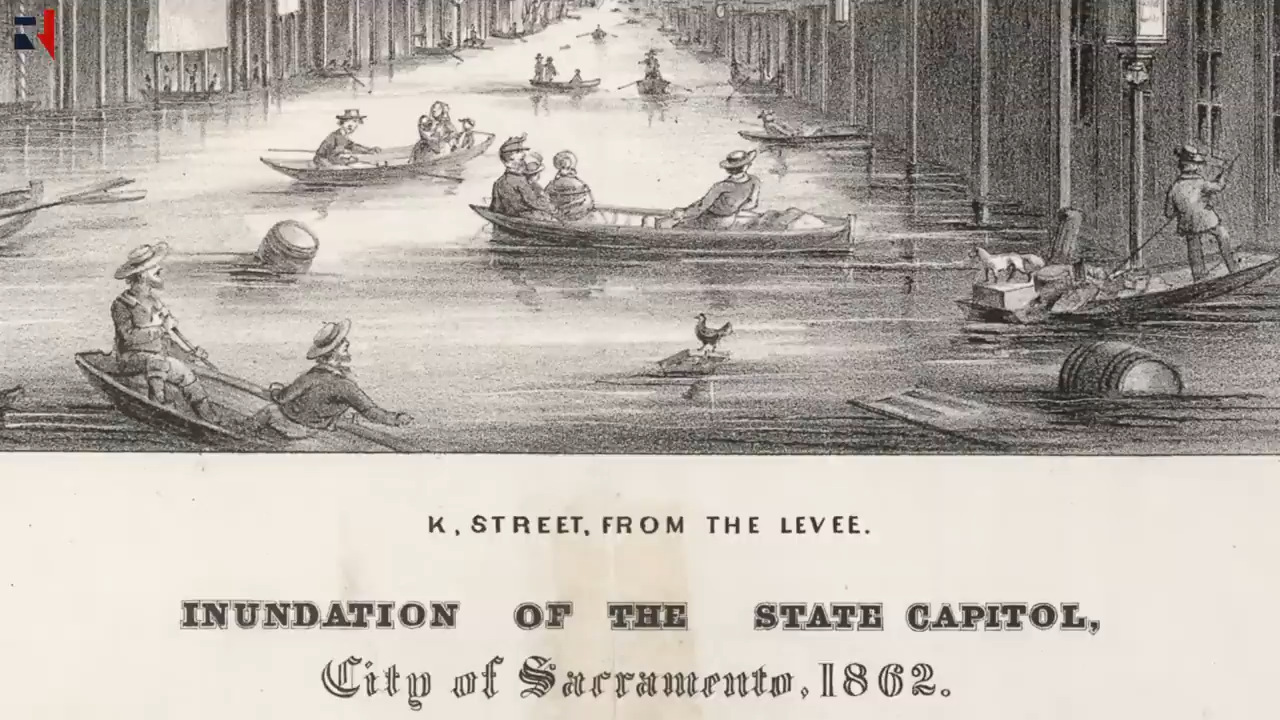 K, STREET, FROM THE LEVEE.
INUNDATION OF THE STATE CAPITOL,
City of Sacramento, 1862.